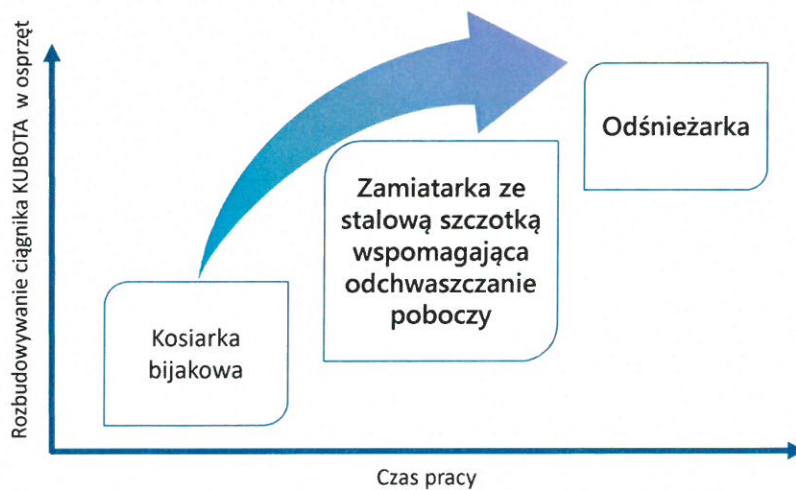 Rozbudowywanie ciągnika KUBOTA w osprzęt
Kosiarka
bijakowa
Zamiatarka ze
stalową szczotką
wspomagająca
odchwaszczanie
poboczy
Odśnieżarka
Czas pracy